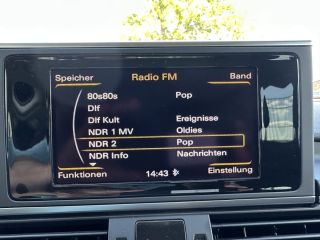 Speicher Radio FM Band
80s80s Pop
Dlf
Dlf Kult Ereignisse
NDR 1 MV Oldies
NDR 2 Pop
NDR Info Nachrichten
Funktionen 14:43 Einstellung